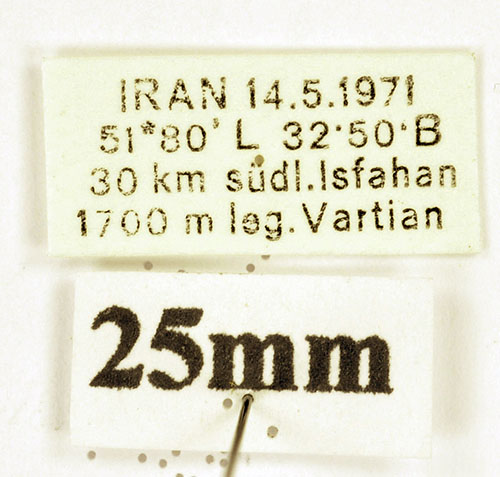 IRAN 14.5.1971
51°80' L 32·50·B
30 km südl.Isfahan
1700 m leg.Vartian
25mm